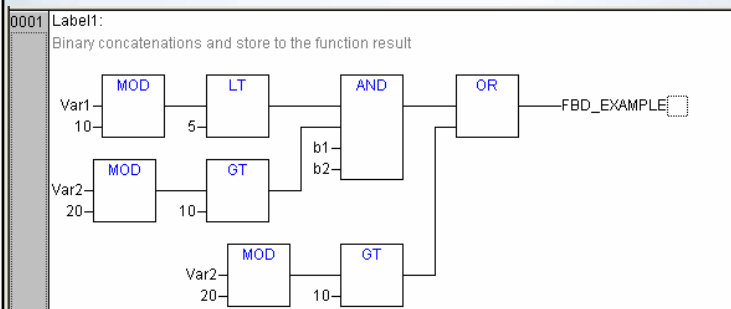 0001 Label1:
Binary concatenations and store to the function result
MOD LT AND OR
Var1 FBD_EXAMPLE
10 5
b1
MOD GT b2
Var2
20 10
MOD GT
Var2
20 10